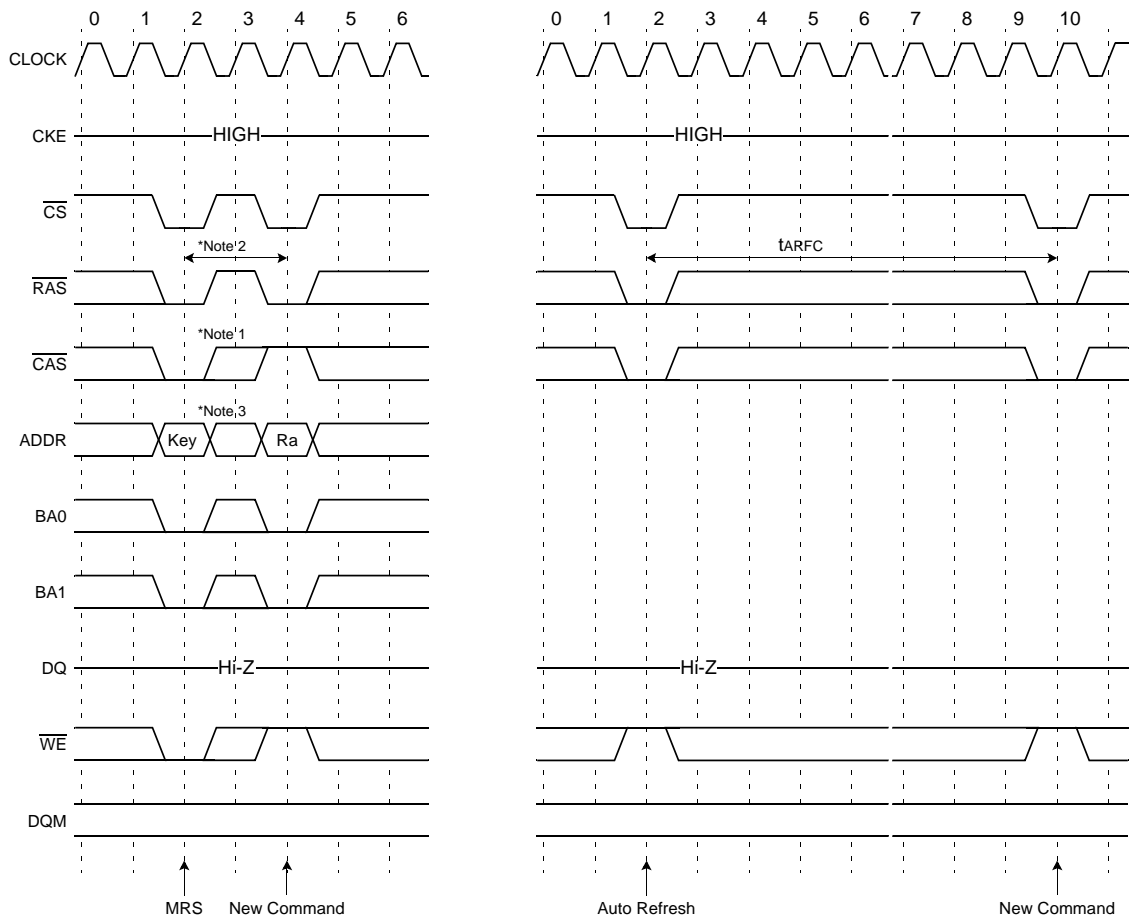 0 1 2 3 4 5 6 0 1 2 3 4 5 6 7 8 9 10
CLOCK
CKE HIGH HIGH
CS
*Note 2 tARFC
RAS
*Note 1
CAS
*Note 3
ADDR Key Ra
BA0
BA1
DQ Hi-Z Hi-Z
WE
DQM
MRS New Command Auto Refresh New Command